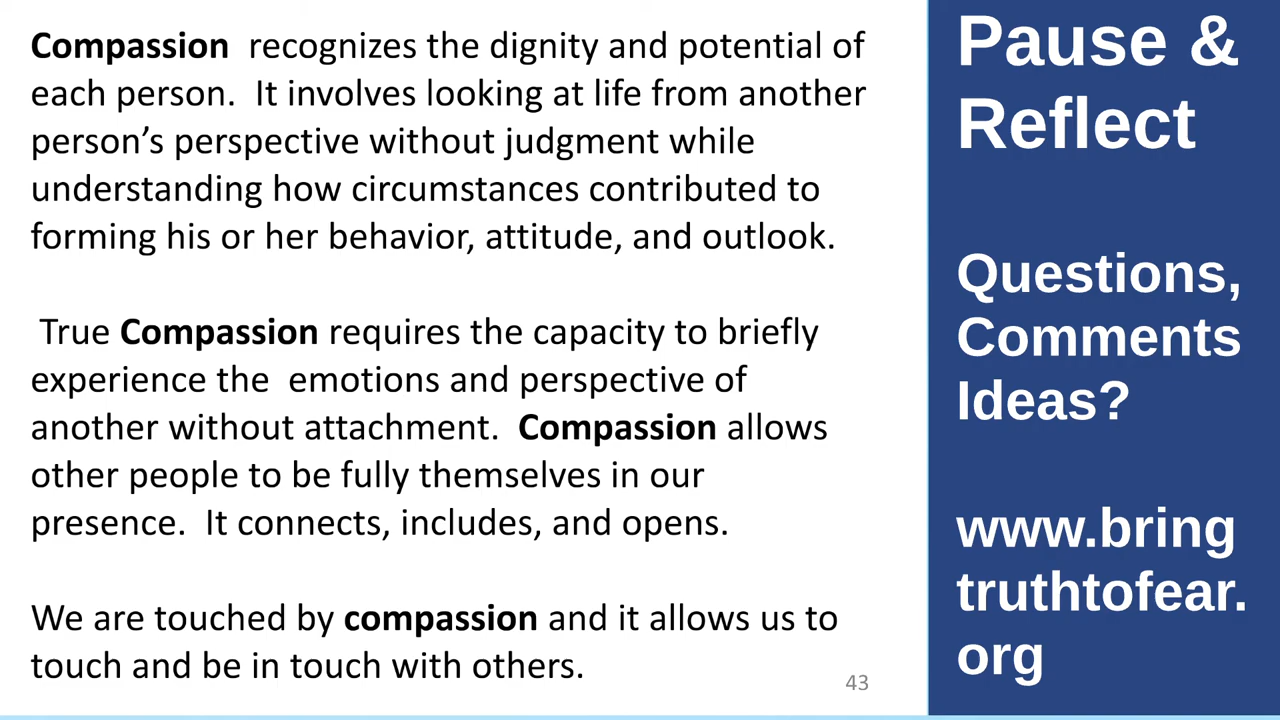 Compassion  recognizes the dignity and potential of
each person.  It involves looking at life from another
person’s perspective without judgment while
understanding how circumstances contributed to
forming his or her behavior, attitude, and outlook.
True Compassion requires the capacity to briefly
experience the  emotions and perspective of
another without attachment.  Compassion allows
other people to be fully themselves in our
presence.  It connects, includes, and opens.
We are touched by compassion and it allows us to
touch and be in touch with others.
43
Pause &
Reflect
Questions,
Comments
Ideas?
www.bring
truthtofear.
org